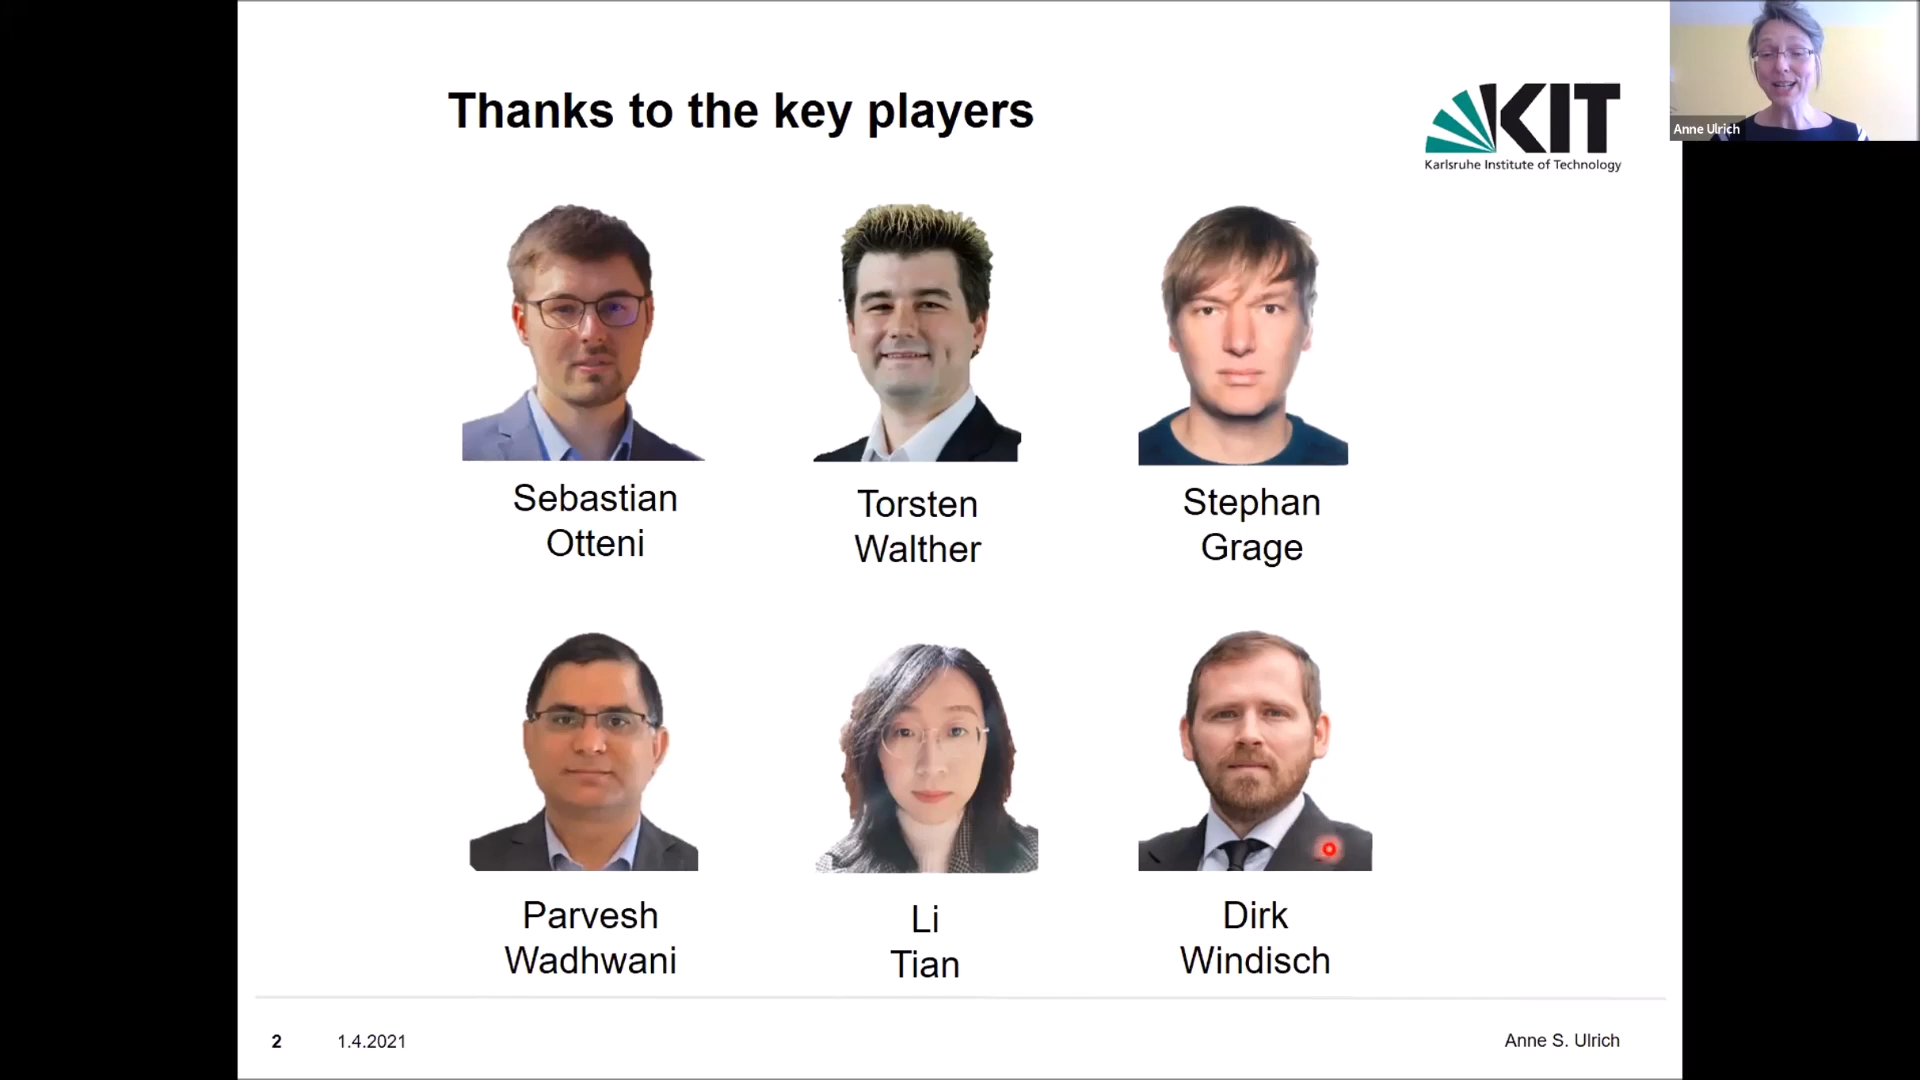 Thanks to the key players
KIT
Karlsruhe Institute of Technology
Anne Ulrich
Sebastian
Otteni
Torsten
Walther
Stephan
Grage
Parvesh
Wadhwani
Li
Tian
Dirk
Windisch
2
1.4.2021
Anne S. Ulrich